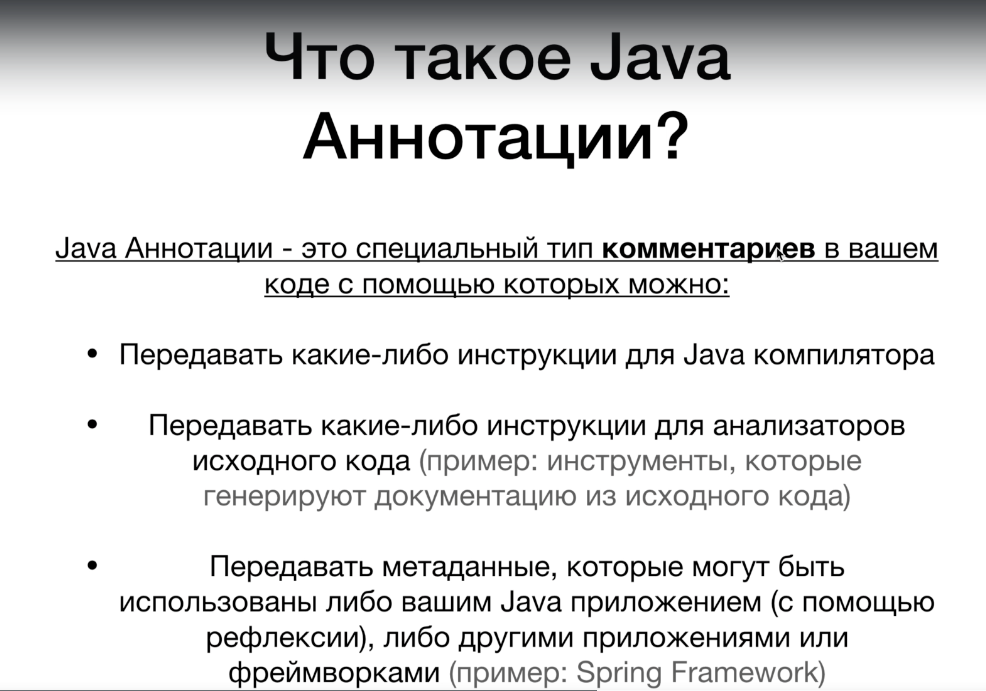 Что такое Java
Аннотации?
Java Аннотации - это специальный тип комментариев в вашем
коде с помощью которых можно:
• Передавать какие-либо инструкции для Java компилятора
• Передавать какие-либо инструкции для анализаторов
исходного кода (пример: инструменты, которые
генерируют документацию из исходного кода)
• Передавать метаданные, которые могут быть
использованы либо вашим Java приложением (с помощью
рефлексии), либо другими приложениями или
фреймворками (пример: Spring Framework)